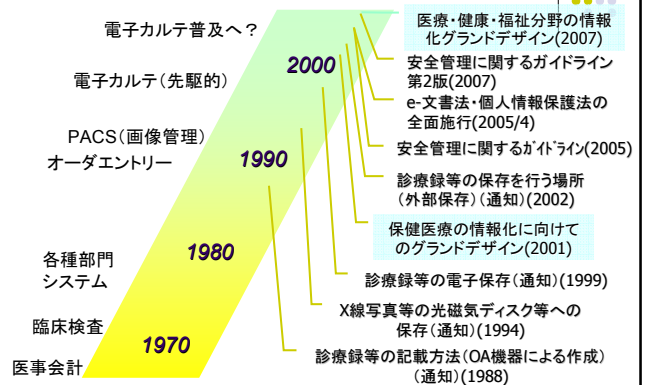 電子カルテ普及へ？
電子カルテ（先駆的）
PACS（画像管理）
オーダエントリー
各種部門
システム
臨床検査
医事会計
2000
1990
1980
1970
医療・健康・福祉分野の情報
化グランドデザイン(2007)
安全管理に関するガイドライン
第2版(2007)
e-文書法・個人情報保護法の
全面施行(2005/4)
安全管理に関するｶﾞｲﾄﾞﾗｲﾝ(2005)
診療録等の保存を行う場所
（外部保存）（通知）(2002)
保健医療の情報化に向けて
のグランドデザイン(2001)
診療録等の電子保存（通知）(1999)
X線写真等の光磁気ディスク等への
保存（通知）(1994)
診療録等の記載方法（OA機器による作成）
（通知）(1988)